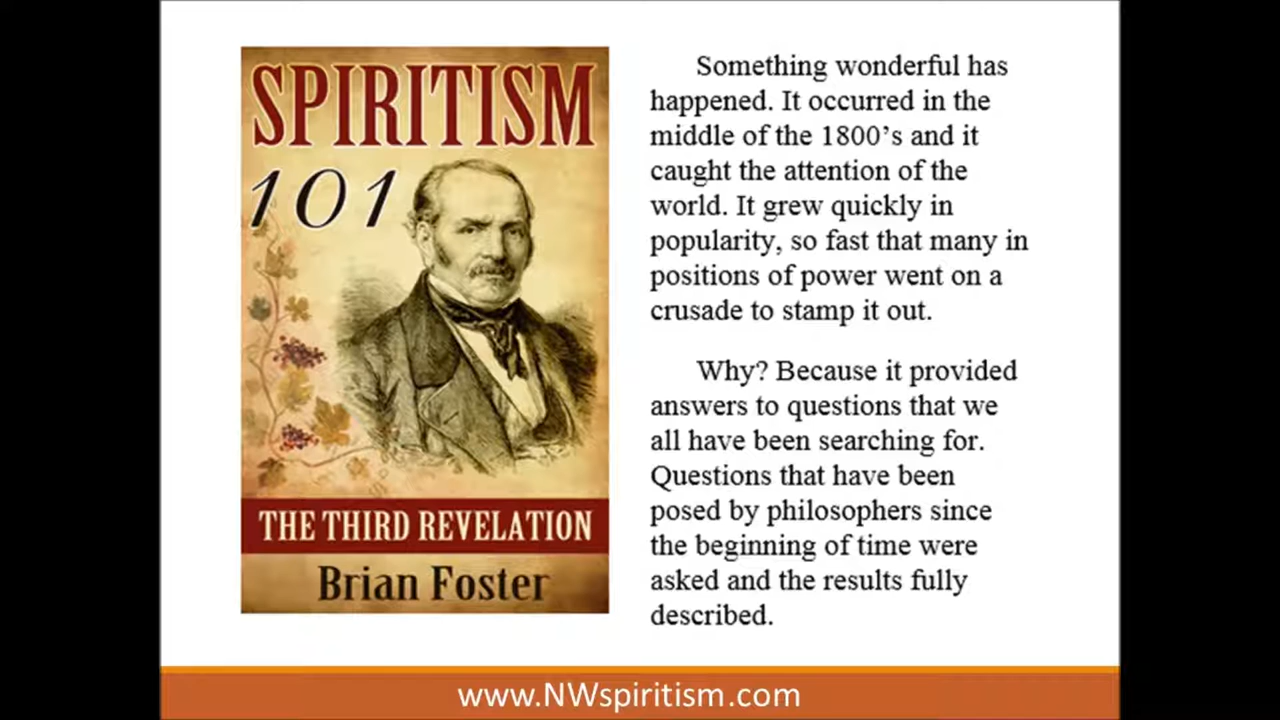 SPIRITISM
101
THE THIRD REVELATION
Brian Foster
Something wonderful has
happened. It occurred in the
middle of the 1800’s and it
caught the attention of the
world. It grew quickly in
popularity, so fast that many in
positions of power went on a
crusade to stamp it out.
Why? Because it provided
answers to questions that we
all have been searching for.
Questions that have been
posed by philosophers since
the beginning of time were
asked and the results fully
described.
www.NWspiritism.com